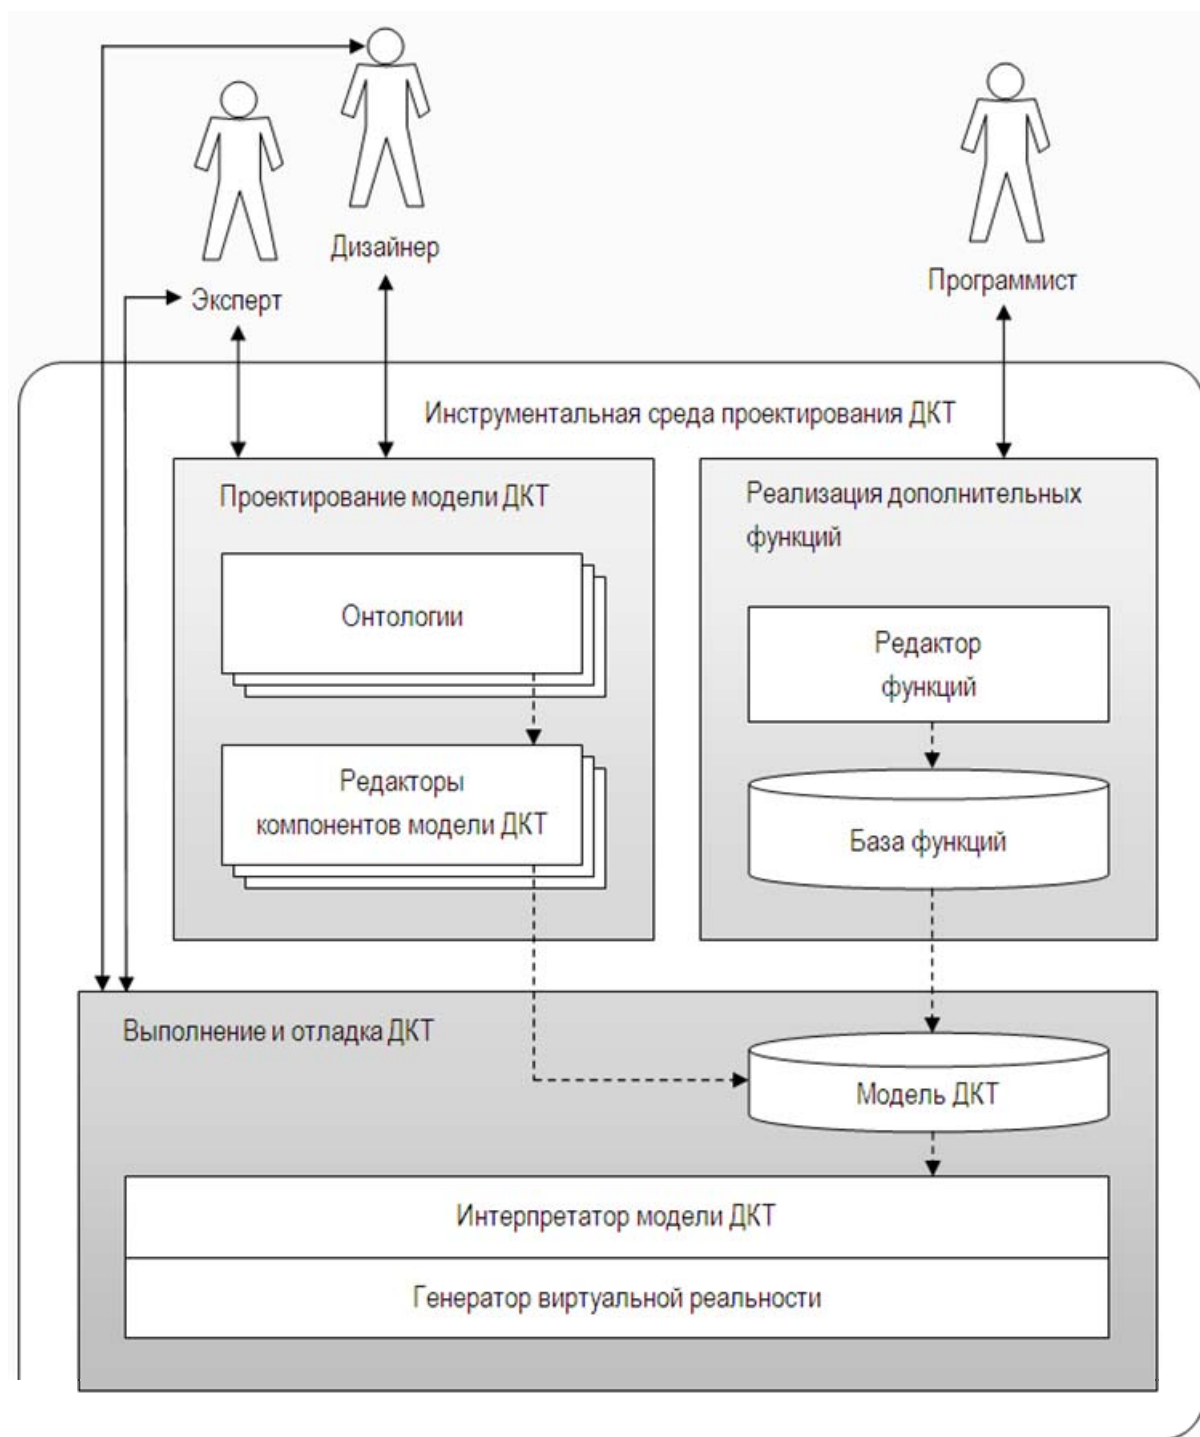 Дизайнер
Эксперт
Программист
Инструментальная среда проектирования ДКТ
Проектирование модели ДКТ
Онтологии
Редакторы
компонентов модели ДКТ
Реализация дополнительных
функций
Редактор
функций
База функций
Выполнение и отладка ДКТ
Модель ДКТ
Интерпретатор модели ДКТ
Генератор виртуальной реальности